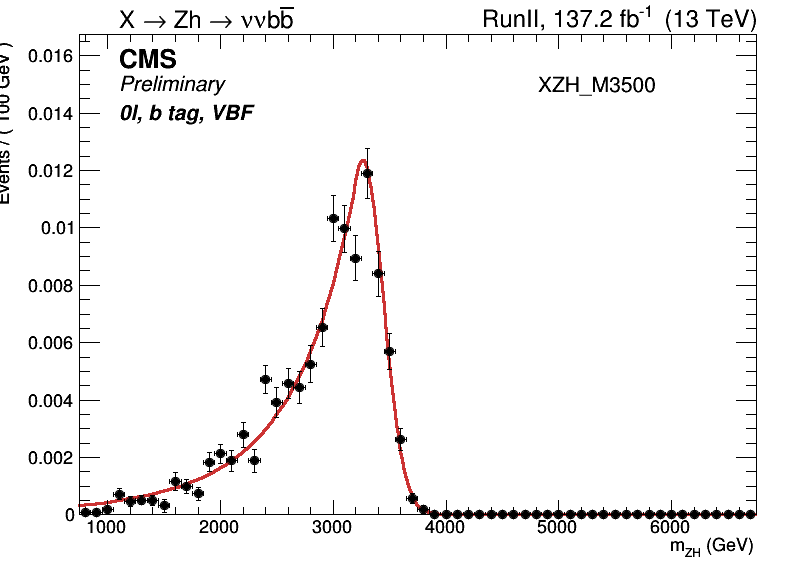 X → Zh → ννbb̅
RunII, 137.2 fb⁻¹ (13 TeV)
CMS
Preliminary
0l, b tag, VBF
XZH_M3500
Events / ( 100 GeV )
0.016
0.014
0.012
0.01
0.008
0.006
0.004
0.002
0
1000 2000 3000 4000 5000 6000
m_ZH (GeV)